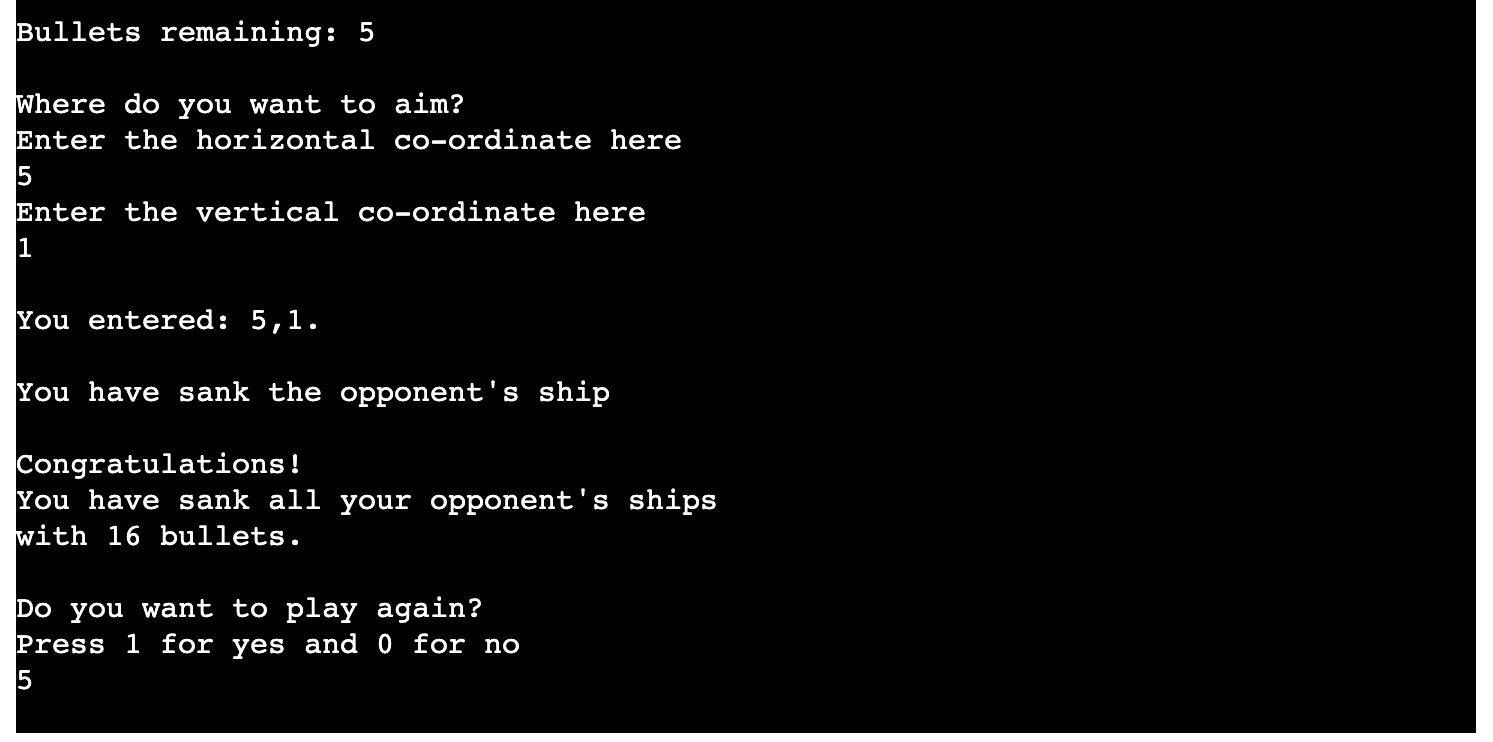 Bullets remaining: 5
Where do you want to aim?
Enter the horizontal co-ordinate here
5
Enter the vertical co-ordinate here
1
You entered: 5,1.
You have sank the opponent's ship
Congratulations!
You have sank all your opponent's ships
with 16 bullets.
Do you want to play again?
Press 1 for yes and 0 for no
5